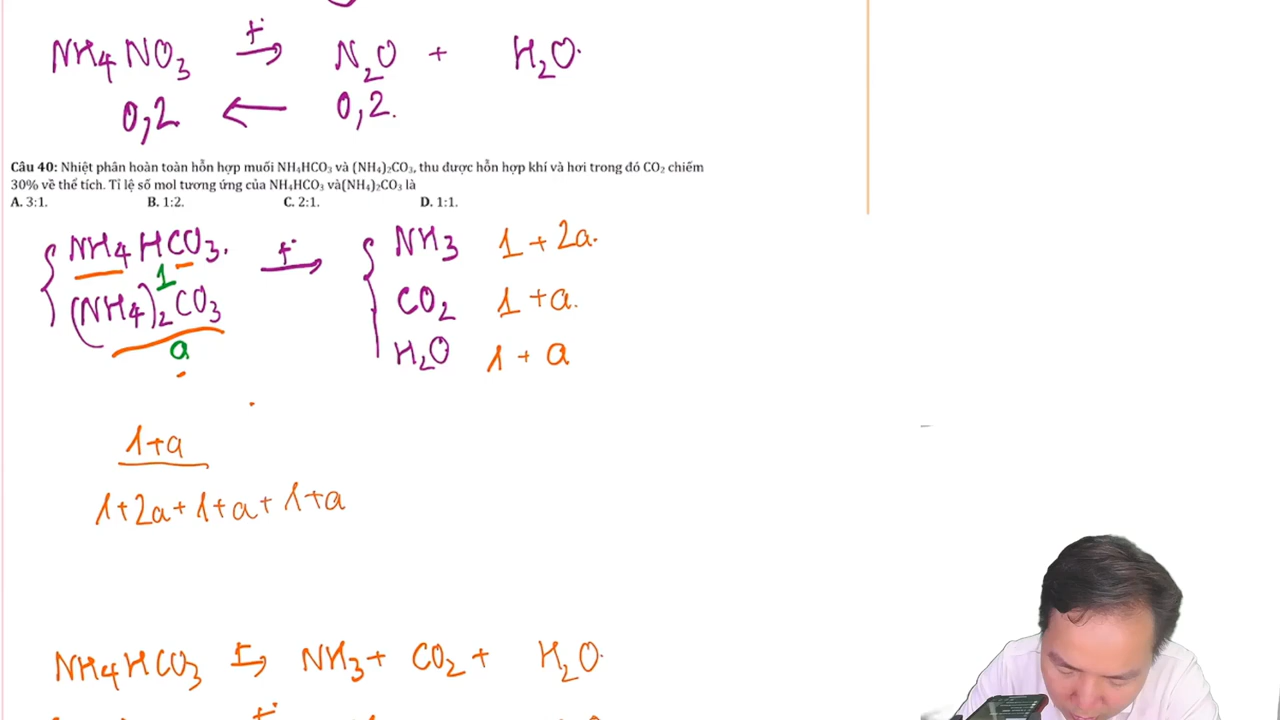 NH4NO3 t° → N2O + H2O.
0,2 ← 0,2.
Câu 40: Nhiệt phân hoàn toàn hỗn hợp muối NH₄HCO₃ và (NH₄)₂CO₃, thu được hỗn hợp khí và hơi trong đó CO₂ chiếm
30% về thể tích. Tỉ lệ số mol tương ứng của NH₄HCO₃ và(NH₄)₂CO₃ là
A. 3:1. B. 1:2. C. 2:1. D. 1:1.
NH4HCO3. t° → NH3 1 + 2a.
1
(NH4)2CO3 CO2 1 + a.
a
H2O 1 + a
1+a
1+2a+1+a+1+a
NH4HCO3 t° → NH3 + CO2 + H2O.